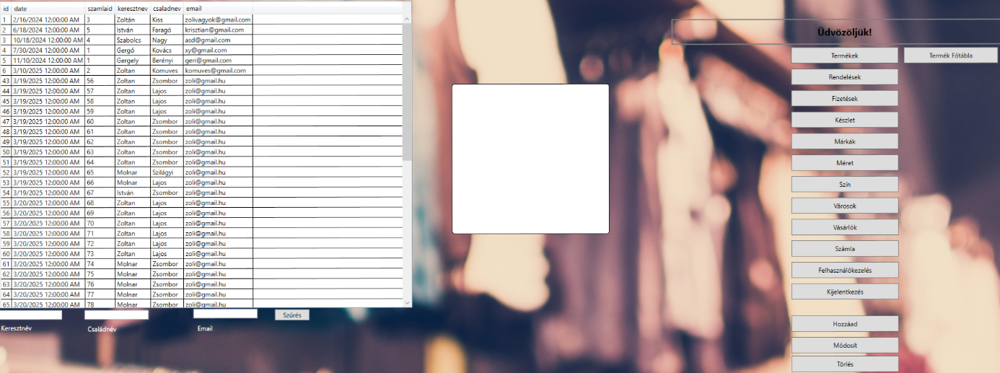 id date szamlaid keresztnev csaladnev email
1 2/16/2024 12:00:00 AM 3 Zoltán Kiss zolivagyok@gmail.com
2 6/18/2024 12:00:00 AM 5 István Faragó krisztian@gmail.com
3 10/18/2024 12:00:00 AM 4 Szabolcs Nagy asd@gmail.com
4 7/30/2024 12:00:00 AM 1 Gergő Kovács xy@gmail.com
5 11/10/2024 12:00:00 AM 1 Gergely Berényi geri@gmail.com
6 3/10/2025 12:00:00 AM 2 Zoltan Komuves komuves@gmail.com
43 3/19/2025 12:00:00 AM 56 Zoltan Zsombor zoli@gmail.hu
44 3/19/2025 12:00:00 AM 57 Zoltan Lajos zoli@gmail.hu
45 3/19/2025 12:00:00 AM 58 Zoltan Lajos zoli@gmail.hu
46 3/19/2025 12:00:00 AM 59 Zoltan Lajos zoli@gmail.hu
47 3/19/2025 12:00:00 AM 60 Zoltan Zsombor zoli@gmail.hu
48 3/19/2025 12:00:00 AM 61 Zoltan Zsombor zoli@gmail.hu
49 3/19/2025 12:00:00 AM 62 Zoltan Zsombor zoli@gmail.hu
50 3/19/2025 12:00:00 AM 63 Zoltan Zsombor zoli@gmail.hu
51 3/19/2025 12:00:00 AM 64 Zoltan Zsombor zoli@gmail.hu
52 3/19/2025 12:00:00 AM 65 Molnar Szilágyi zoli@gmail.hu
53 3/19/2025 12:00:00 AM 66 Molnar Lajos zoli@gmail.hu
54 3/19/2025 12:00:00 AM 67 István Zsombor zoli@gmail.hu
55 3/20/2025 12:00:00 AM 68 Zoltan Lajos zoli@gmail.hu
56 3/20/2025 12:00:00 AM 69 Zoltan Lajos zoli@gmail.hu
57 3/20/2025 12:00:00 AM 70 Zoltan Lajos zoli@gmail.hu
58 3/20/2025 12:00:00 AM 71 Zoltan Lajos zoli@gmail.hu
59 3/20/2025 12:00:00 AM 72 Zoltan Lajos zoli@gmail.hu
60 3/20/2025 12:00:00 AM 73 Zoltan Lajos zoli@gmail.hu
61 3/20/2025 12:00:00 AM 74 Molnar Zsombor zoli@gmail.hu
62 3/20/2025 12:00:00 AM 75 Molnar Zsombor zoli@gmail.hu
63 3/20/2025 12:00:00 AM 76 Molnar Zsombor zoli@gmail.hu
64 3/20/2025 12:00:00 AM 77 Molnar Zsombor zoli@gmail.hu
65 3/20/2025 12:00:00 AM 78 Molnar Zsombor zoli@gmail.hu
Szűrés
Keresztnév Családnév Email
Üdvözöljük!
Termékek Termék Főtábla
Rendelések
Fizetések
Készlet
Márkák
Méret
Szín
Városok
Vásárlók
Számla
Felhasználókezelés
Kijelentkezés
Hozzáad
Módosít
Törlés